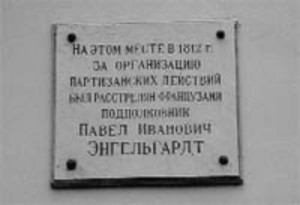 НА ЭТОМ МЕСТЕ В 1812 г.
ЗА ОРГАНИЗАЦИЮ
ПАРТИЗАНСКИХ ДЕЙСТВИЙ
БЫЛ РАССТРЕЛЯН ФРАНЦУЗАМИ
ПОДПОЛКОВНИК
ПАВЕЛ ИВАНОВИЧ
ЭНГЕЛЬГАРДТ